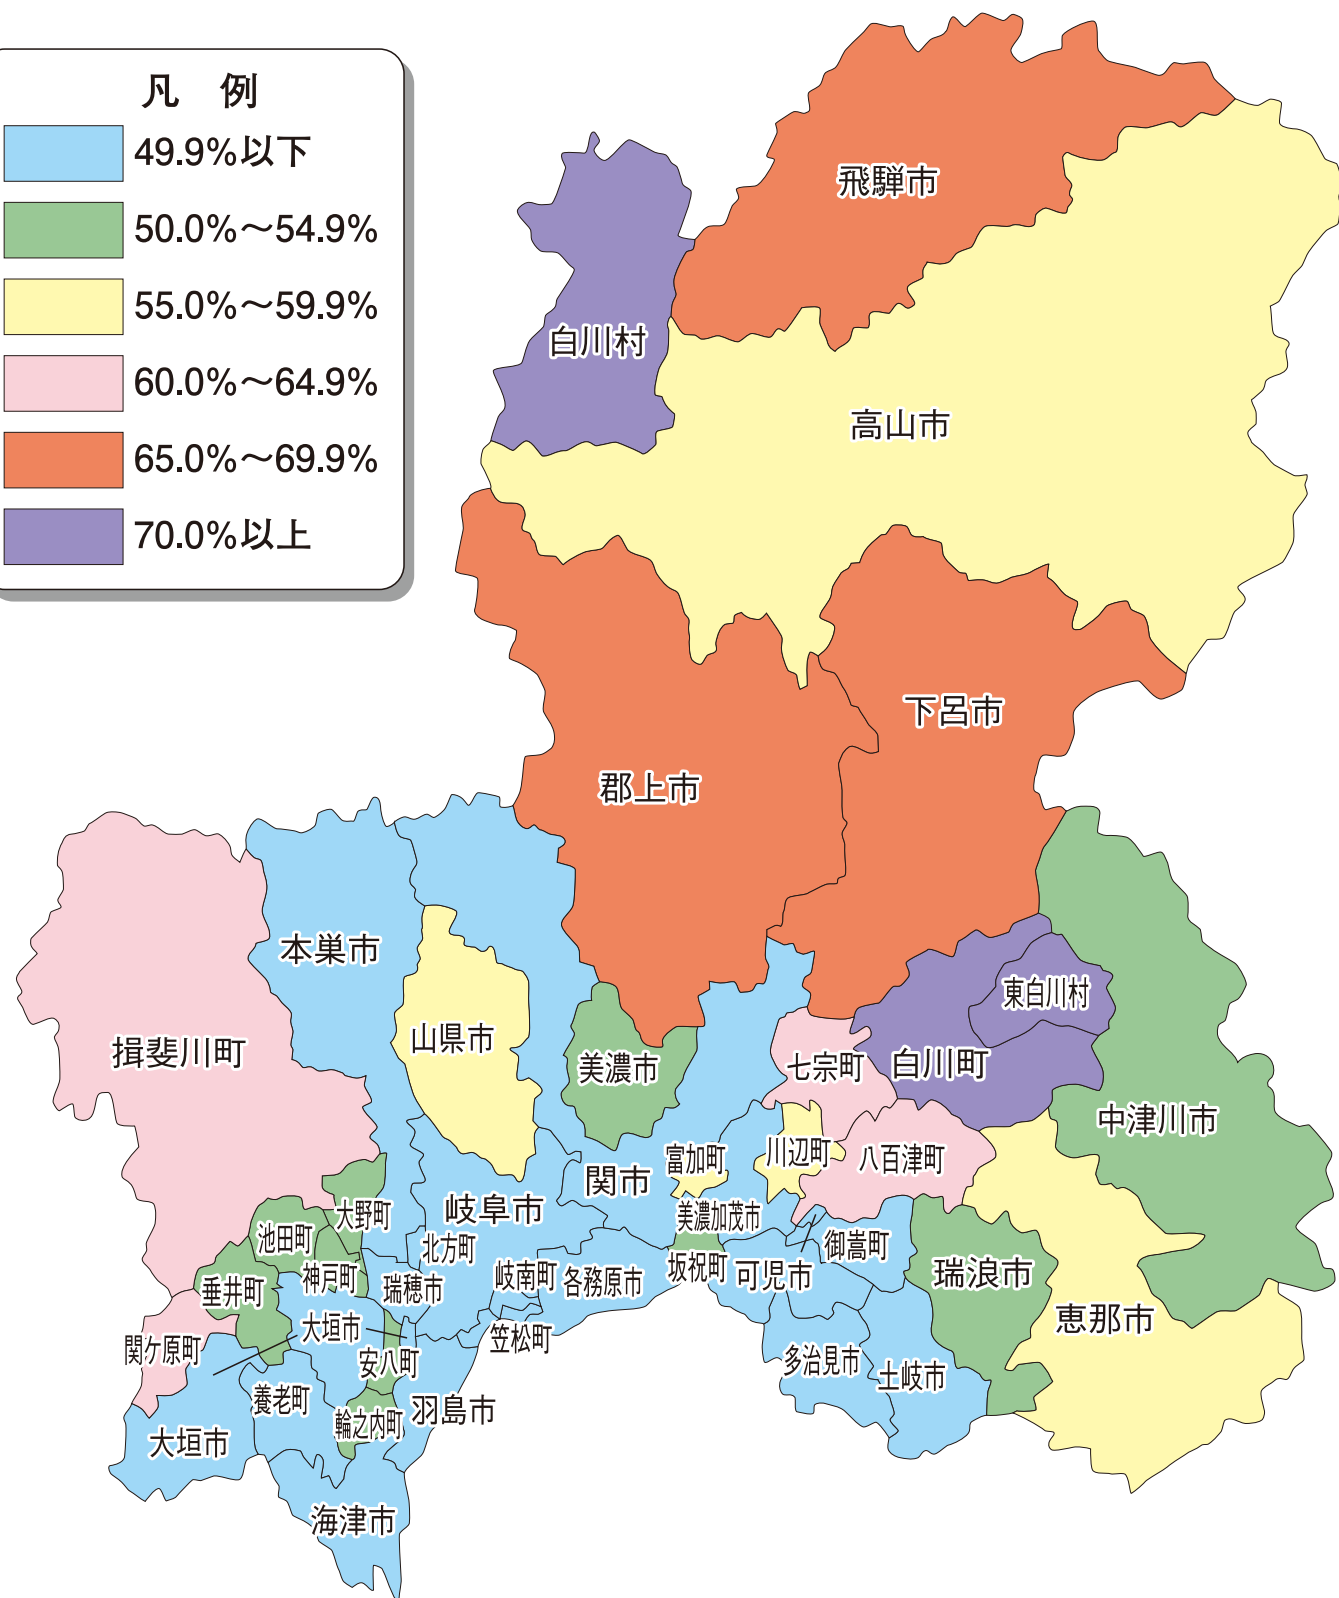 凡 例
49.9%以下
50.0%～54.9%
55.0%～59.9%
60.0%～64.9%
65.0%～69.9%
70.0%以上
飛騨市
白川村
高山市
下呂市
郡上市
本巣市
東白川村
山県市
揖斐川町
美濃市
七宗町
白川町
中津川市
川辺町
富加町
八百津町
関市
岐阜市
大野町
美濃加茂市
池田町
北方町
御嵩町
坂祝町
可児市
瑞浪市
神戸町
岐南町
各務原市
瑞穂市
垂井町
恵那市
大垣市
笠松町
関ケ原町
安八町
多治見市
土岐市
養老町
羽島市
輪之内町
大垣市
海津市